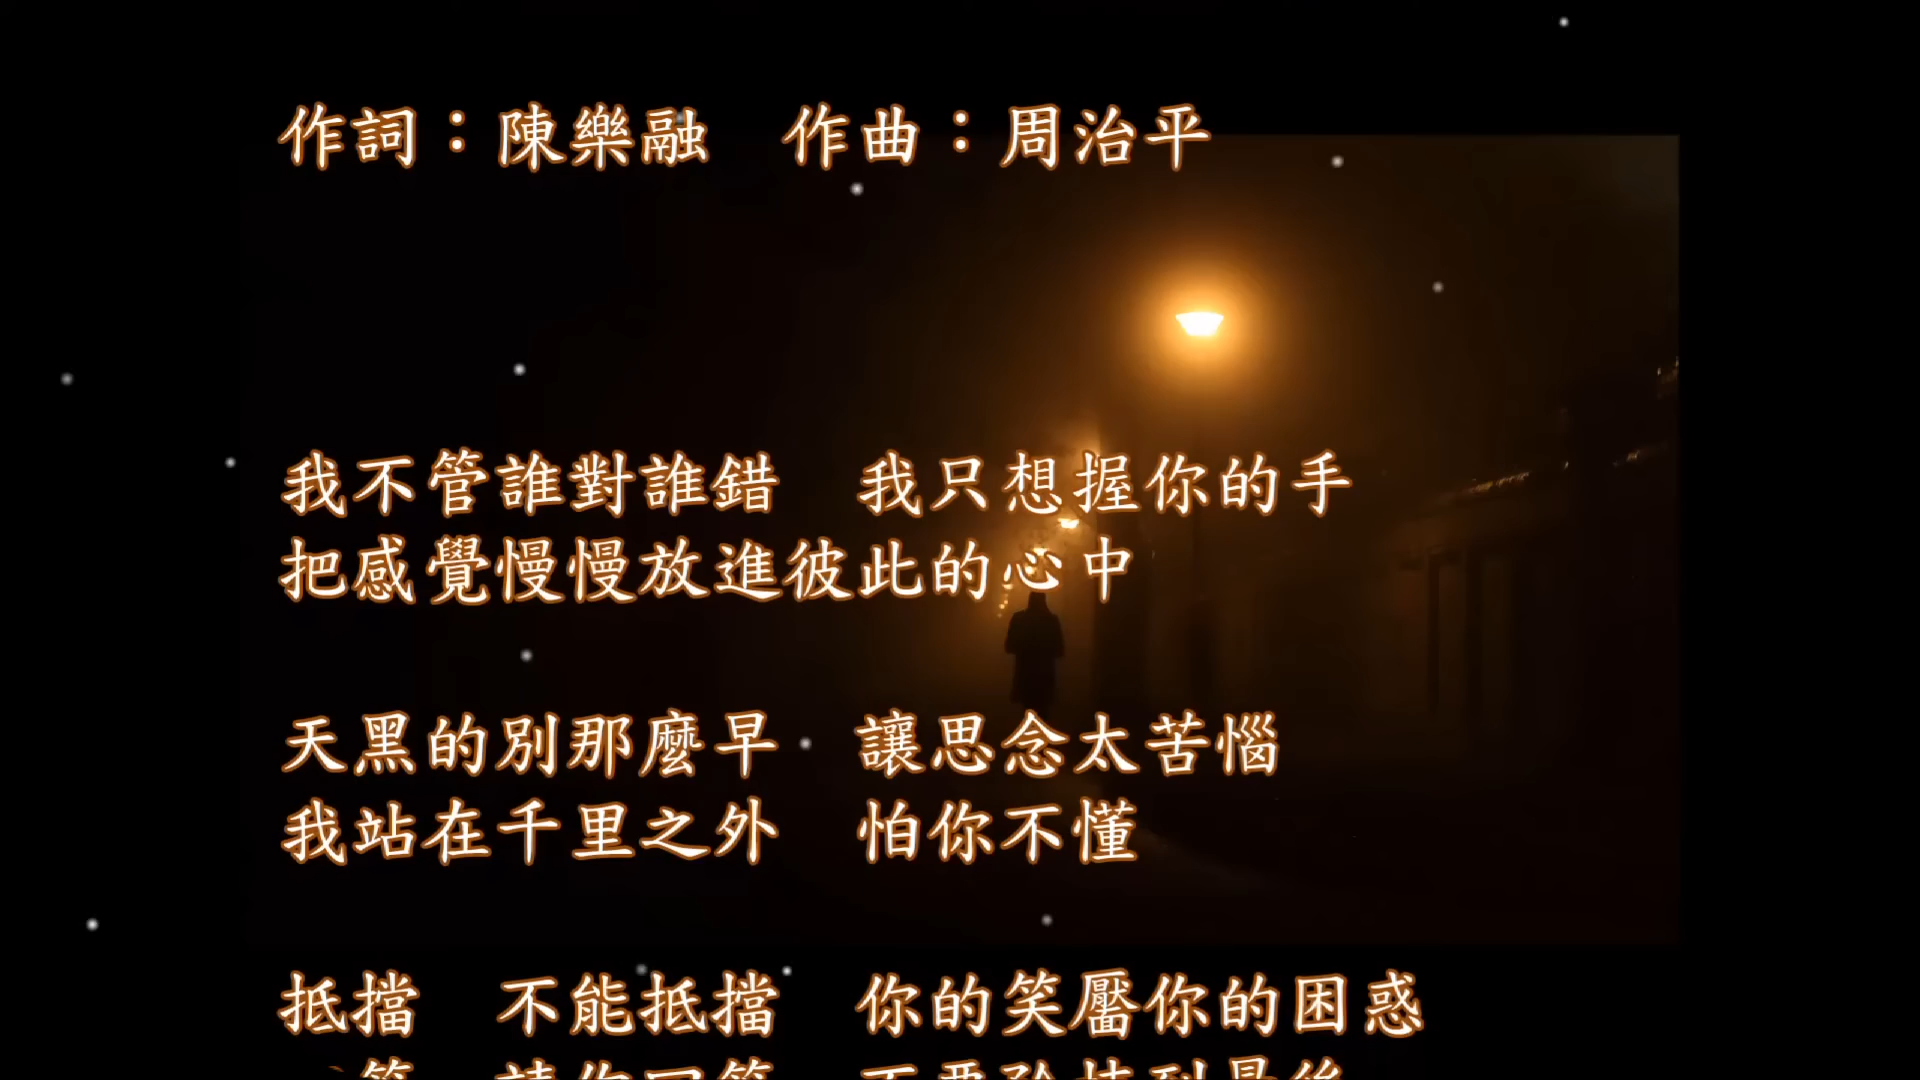 作詞：陳樂融　作曲：周治平
我不管誰對誰錯　我只想握你的手
把感覺慢慢放進彼此的心中
天黑的別那麼早　讓思念太苦惱
我站在千里之外　怕你不懂
抵擋　不能抵擋　你的笑靨你的困惑